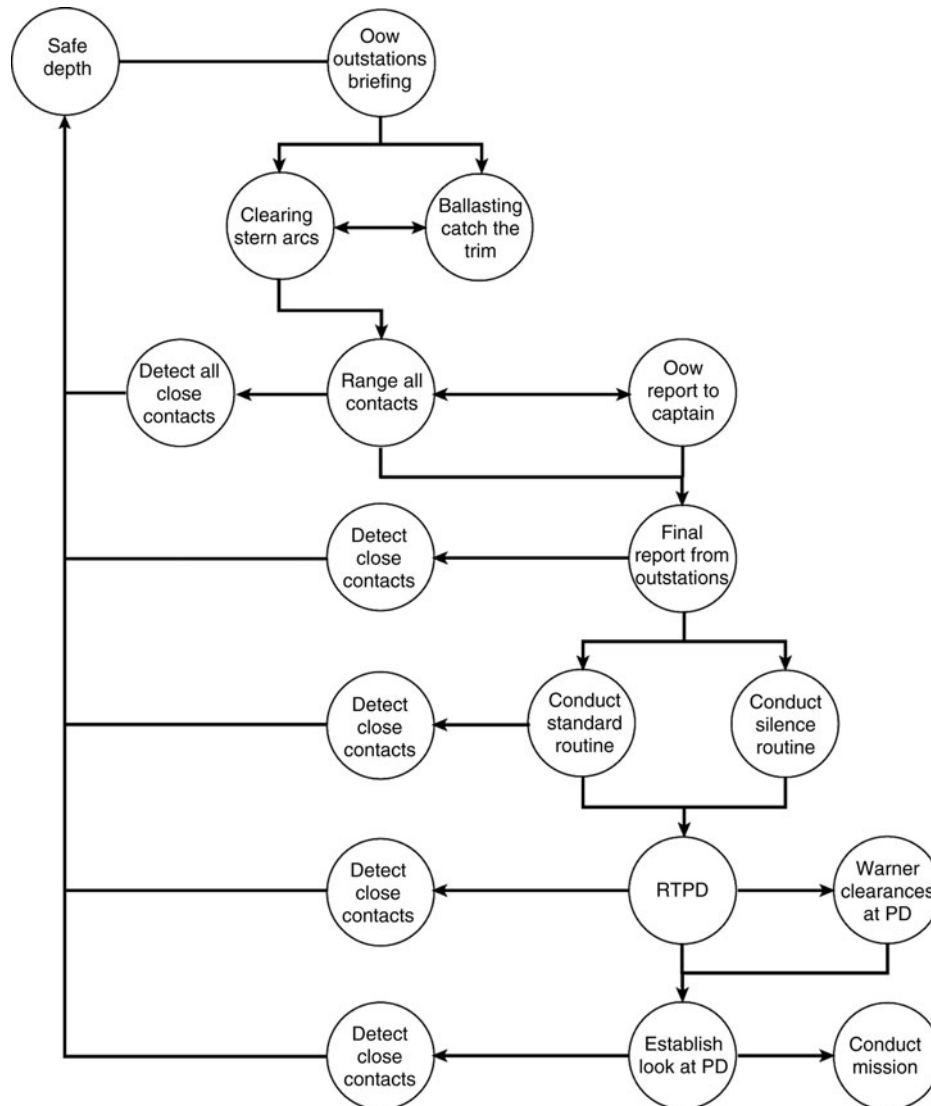 Safe
depth
Oow
outstations
briefing
Clearing
stern arcs
Ballasting
catch the
trim
Detect all
close
contacts
Range all
contacts
Oow
report to
captain
Detect
close
contacts
Final
report from
outstations
Detect
close
contacts
Conduct
standard
routine
Conduct
silence
routine
Detect
close
contacts
RTPD
Warner
clearances
at PD
Detect
close
contacts
Establish
look at PD
Conduct
mission